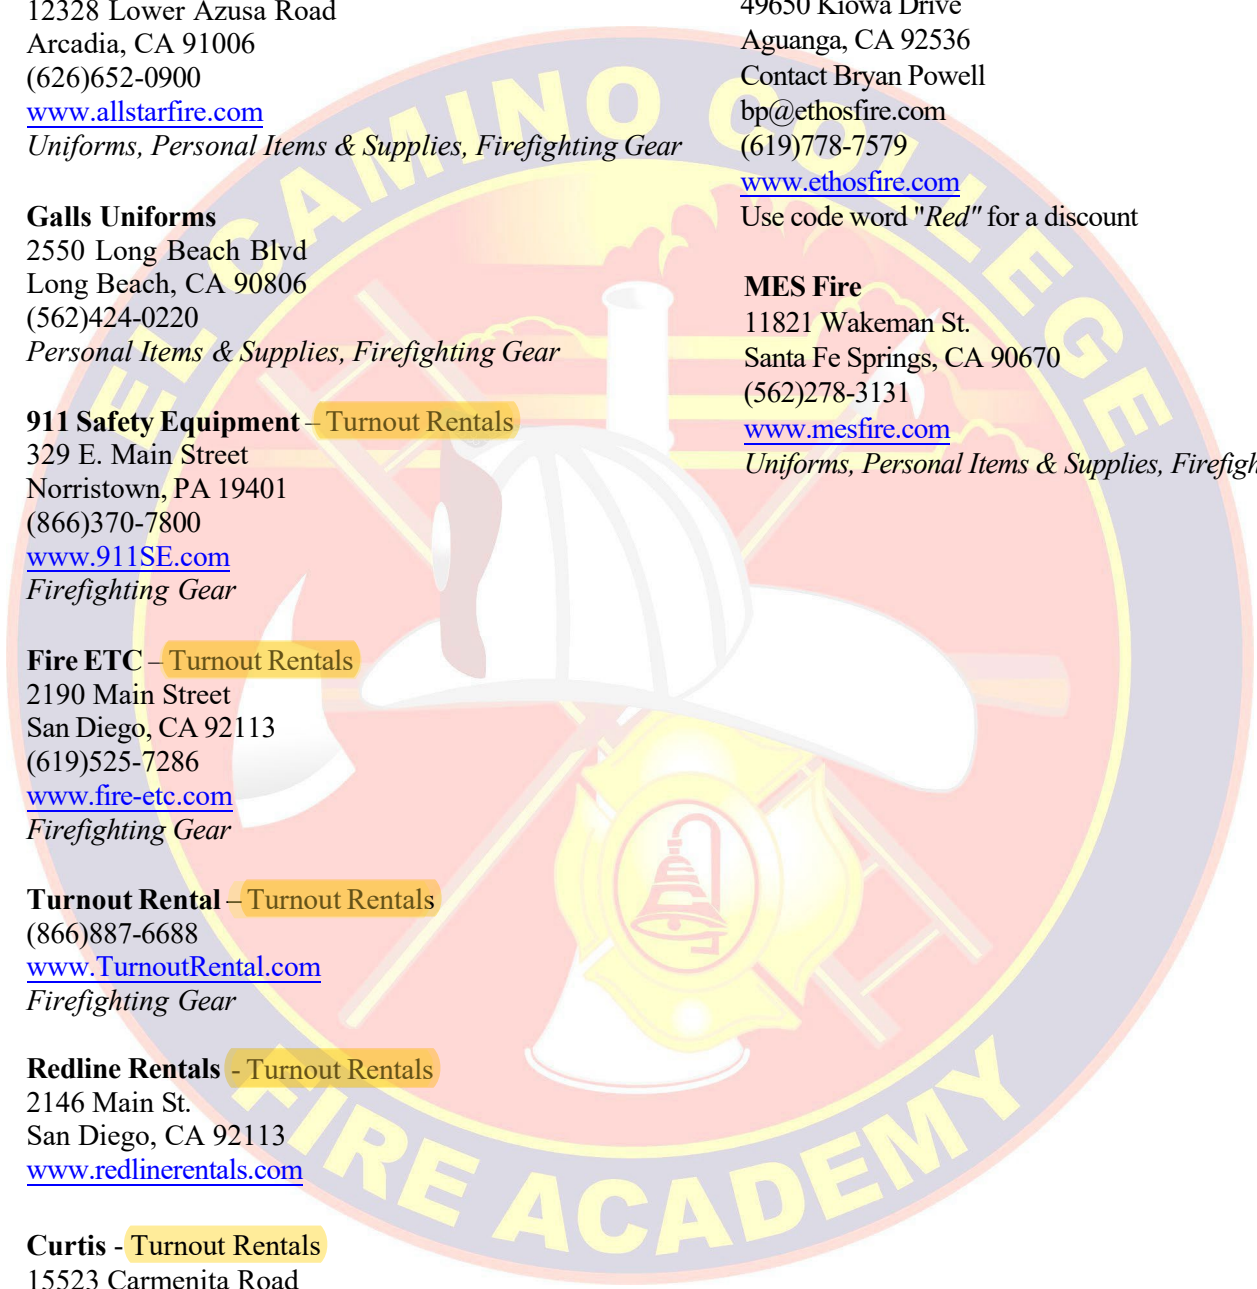 12328 Lower Azusa Road
Arcadia, CA 91006
(626)652-0900
www.allstarfire.com
Uniforms, Personal Items & Supplies, Firefighting Gear
Galls Uniforms
2550 Long Beach Blvd
Long Beach, CA 90806
(562)424-0220
Personal Items & Supplies, Firefighting Gear
911 Safety Equipment – Turnout Rentals
329 E. Main Street
Norristown, PA 19401
(866)370-7800
www.911SE.com
Firefighting Gear
Fire ETC – Turnout Rentals
2190 Main Street
San Diego, CA 92113
(619)525-7286
www.fire-etc.com
Firefighting Gear
Turnout Rental – Turnout Rentals
(866)887-6688
www.TurnoutRental.com
Firefighting Gear
Redline Rentals - Turnout Rentals
2146 Main St.
San Diego, CA 92113
www.redlinerentals.com
Curtis - Turnout Rentals
15523 Carmenita Road
49650 Kiowa Drive
Aguanga, CA 92536
Contact Bryan Powell
bp@ethosfire.com
(619)778-7579
www.ethosfire.com
Use code word "Red" for a discount
MES Fire
11821 Wakeman St.
Santa Fe Springs, CA 90670
(562)278-3131
www.mesfire.com
Uniforms, Personal Items & Supplies, Firefigh
EL CAMINO COLLEGE
FIRE ACADEMY